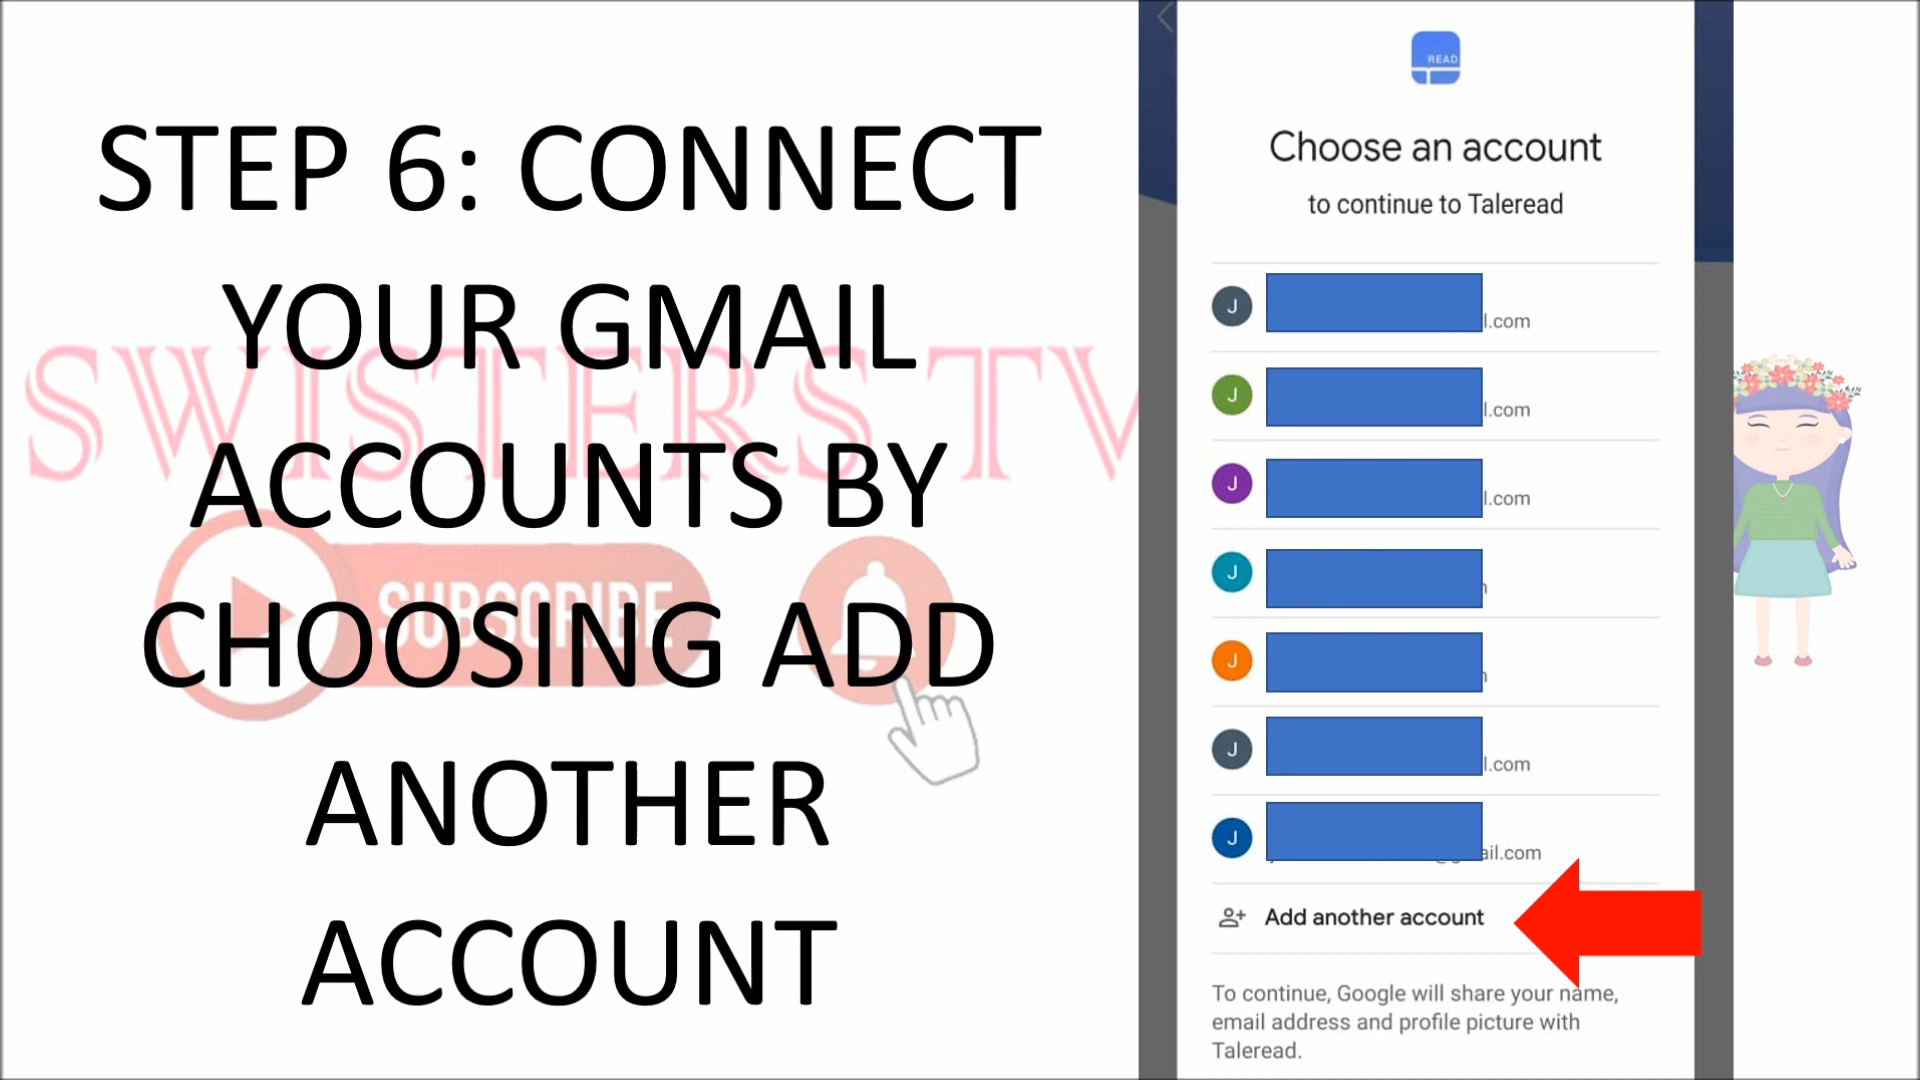 STEP 6: CONNECT
YOUR GMAIL
ACCOUNTS BY
CHOOSING ADD
ANOTHER
ACCOUNT
SWISTERS TV
SUBSCRIBE
READ
Choose an account
to continue to Taleread
J
l.com
J
l.com
J
l.com
J
J
J
l.com
J
ail.com
Add another account
To continue, Google will share your name,
email address and profile picture with
Taleread.